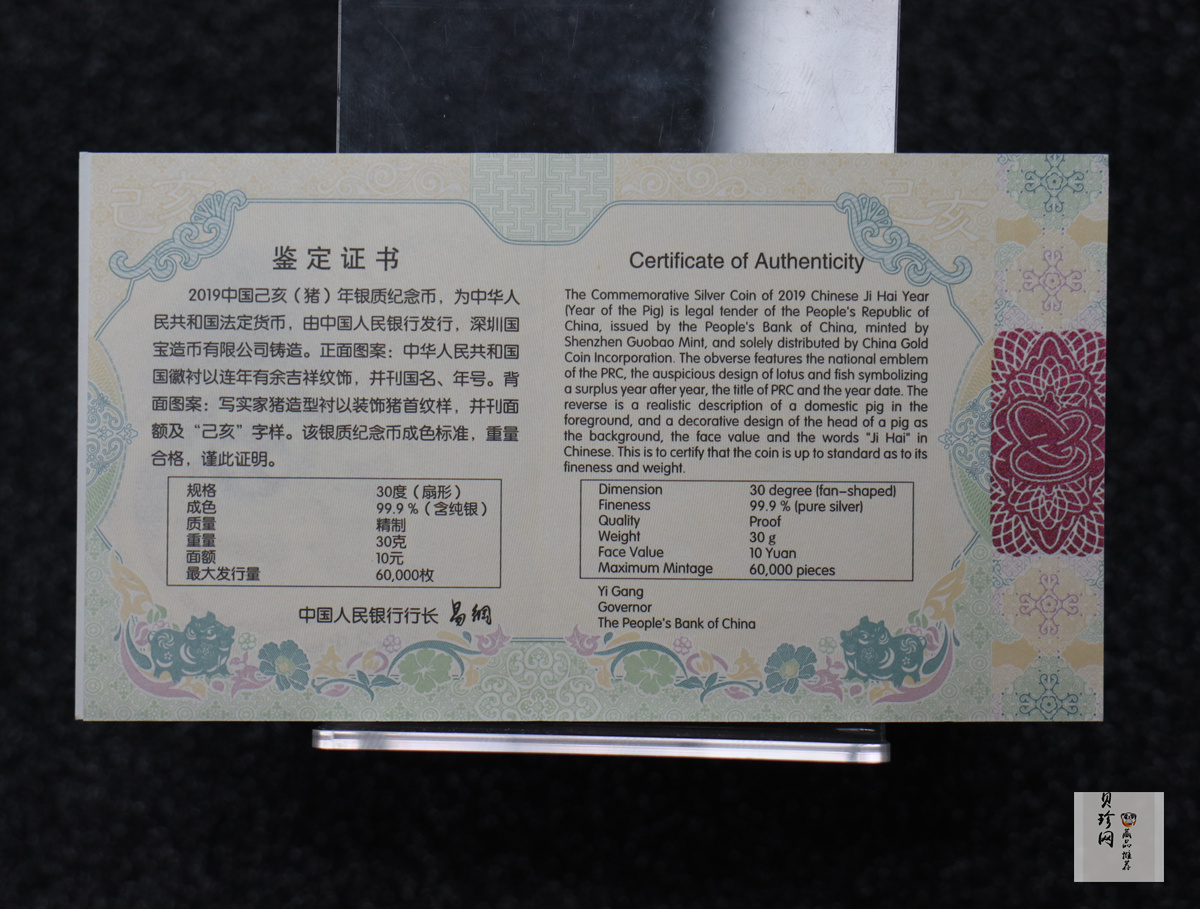 己亥
己亥
鉴定证书
2019中国己亥（猪）年银质纪念币，为中华人
民共和国法定货币，由中国人民银行发行，深圳国
宝造币有限公司铸造。正面图案：中华人民共和国
国徽衬以连年有余吉祥纹饰，并刊国名、年号。背
面图案：写实家猪造型衬以装饰猪首纹样，并刊面
额及“己亥”字样。该银质纪念币成色标准，重量
合格，谨此证明。
规格 30度（扇形）
成色 99.9 %（含纯银）
质量 精制
重量 30克
面额 10元
最大发行量 60,000枚
中国人民银行行长 易纲
Certificate of Authenticity
The Commemorative Silver Coin of 2019 Chinese Ji Hai Year
(Year of the Pig) is legal tender of the People's Republic of
China, issued by the People's Bank of China, minted by
Shenzhen Guobao Mint, and solely distributed by China Gold
Coin Incorporation. The obverse features the national emblem
of the PRC, the auspicious design of lotus and fish symbolizing
a surplus year after year, the title of PRC and the year date. The
reverse is a realistic description of a domestic pig in the
foreground, and a decorative design of the head of a pig as
the background, the face value and the words "Ji Hai" in
Chinese. This is to certify that the coin is up to standard as to its
fineness and weight.
Dimension 30 degree (fan-shaped)
Fineness 99.9 % (pure silver)
Quality Proof
Weight 30 g
Face Value 10 Yuan
Maximum Mintage 60,000 pieces
Yi Gang
Governor
The People's Bank of China
贝珍网
藏品推荐